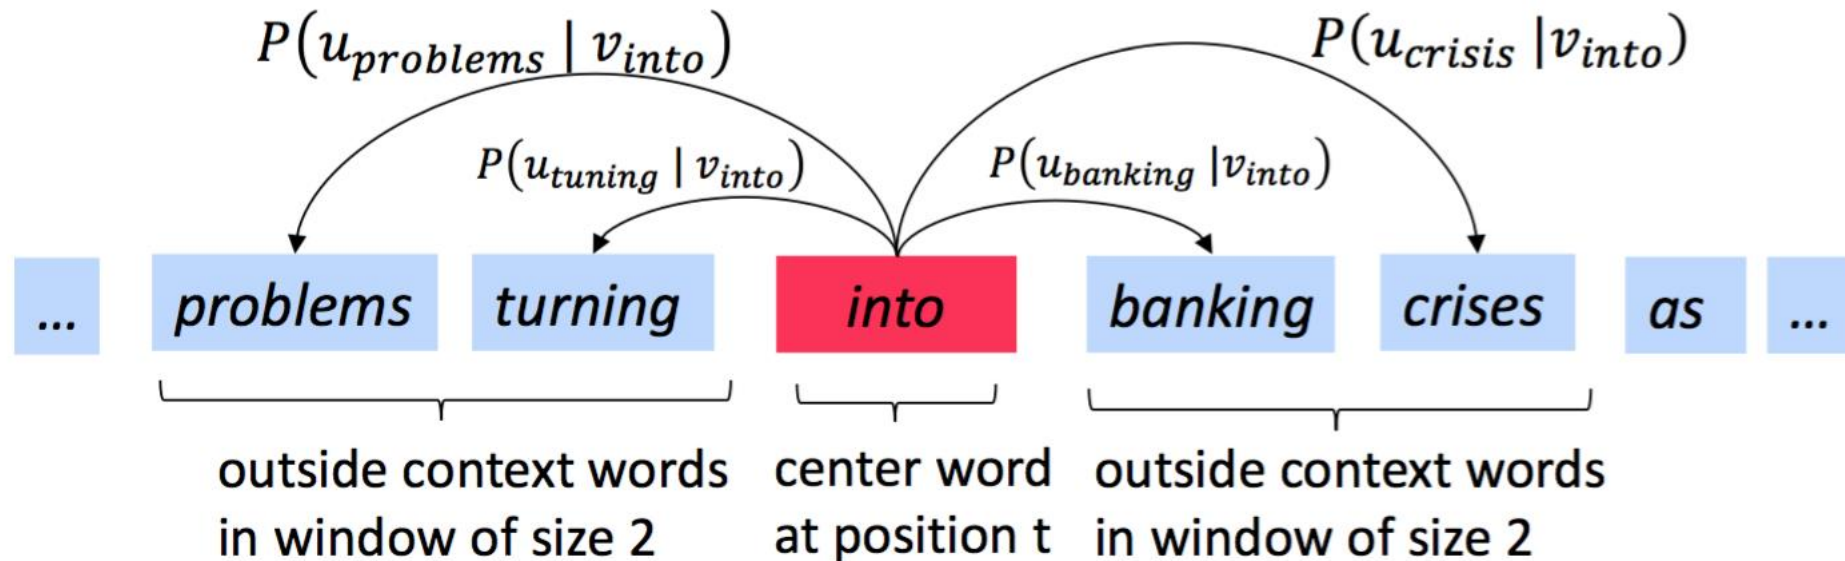 P(u_problems | v_into)
P(u_crisis |v_into)
P(u_tuning | v_into)
P(u_banking |v_into)
... problems turning into banking crises as ...
outside context words center word outside context words
in window of size 2 at position t in window of size 2